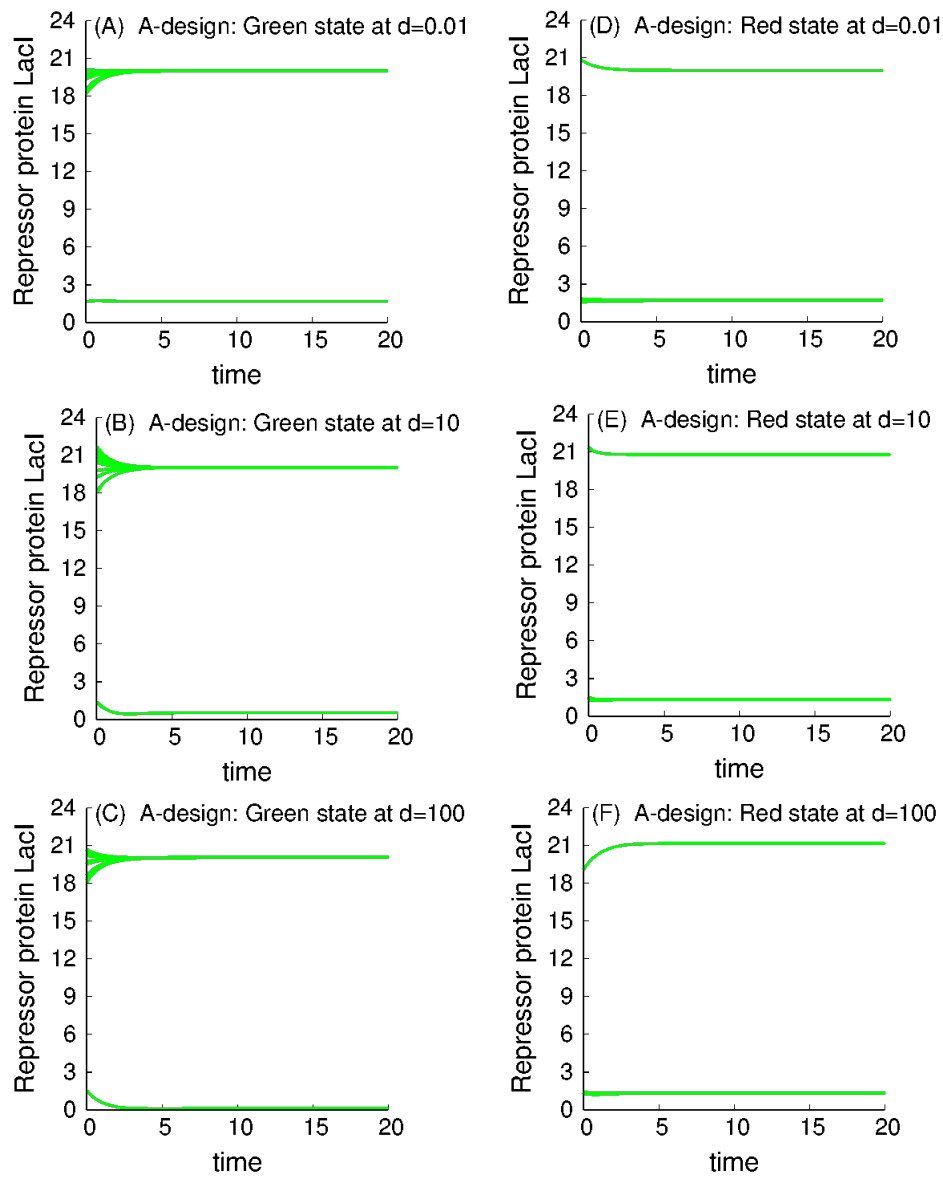 (A) A-design: Green state at d=0.01
Repressor protein LacI
24
21
18
15
12
9
6
3
0
0 5 10 15 20
time
(D) A-design: Red state at d=0.01
Repressor protein LacI
24
21
18
15
12
9
6
3
0
0 5 10 15 20
time
(B) A-design: Green state at d=10
Repressor protein LacI
24
21
18
15
12
9
6
3
0
0 5 10 15 20
time
(E) A-design: Red state at d=10
Repressor protein LacI
24
21
18
15
12
9
6
3
0
0 5 10 15 20
time
(C) A-design: Green state at d=100
Repressor protein LacI
24
21
18
15
12
9
6
3
0
0 5 10 15 20
time
(F) A-design: Red state at d=100
Repressor protein LacI
24
21
18
15
12
9
6
3
0
0 5 10 15 20
time